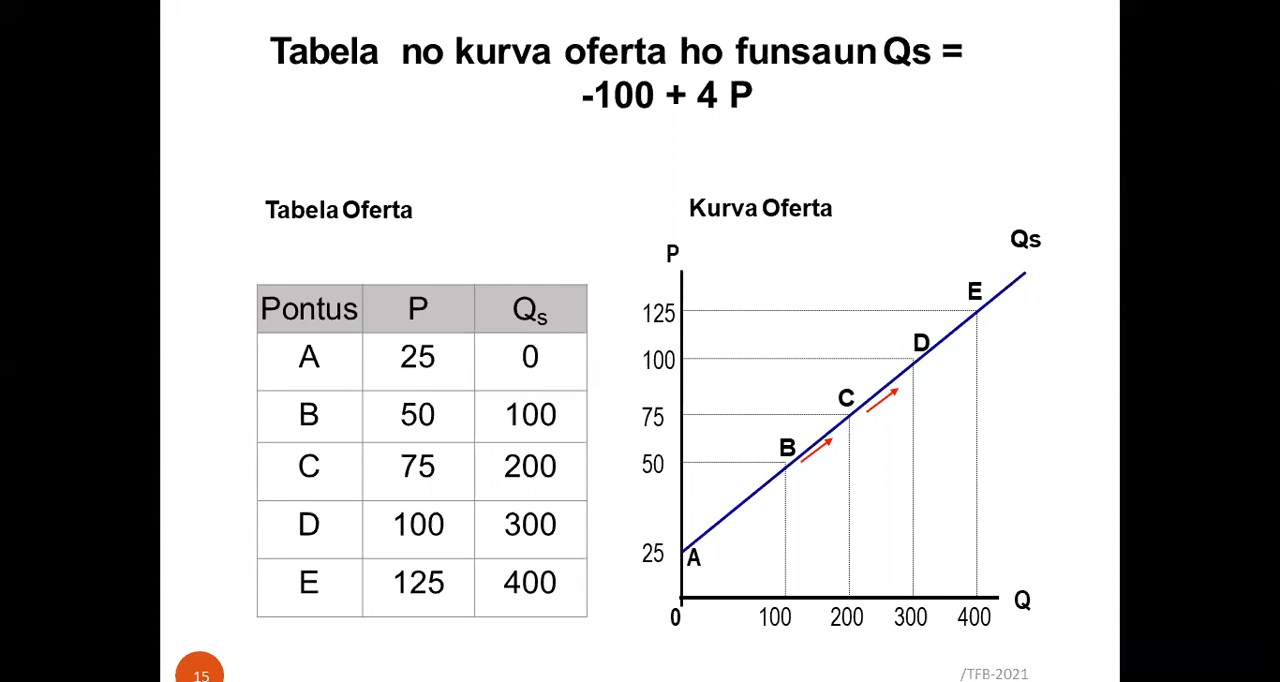 Tabela no kurva oferta ho funsaun Qs =
-100 + 4 P
Tabela Oferta
Pontus P Qs
A 25 0
B 50 100
C 75 200
D 100 300
E 125 400
Kurva Oferta
Qs
P
125
100
75
50
25
E
D
C
B
A
0 100 200 300 400
Q
15
/TFB-2021